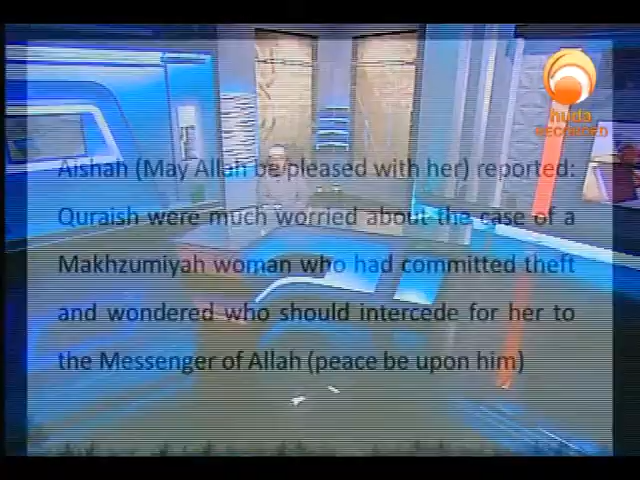 huda
RECORDED
Aishah (May Allah be pleased with her) reported:
Quraish were much worried about the case of a
Makhzumiyah woman who had committed theft
and wondered who should intercede for her to
the Messenger of Allah (peace be upon him)